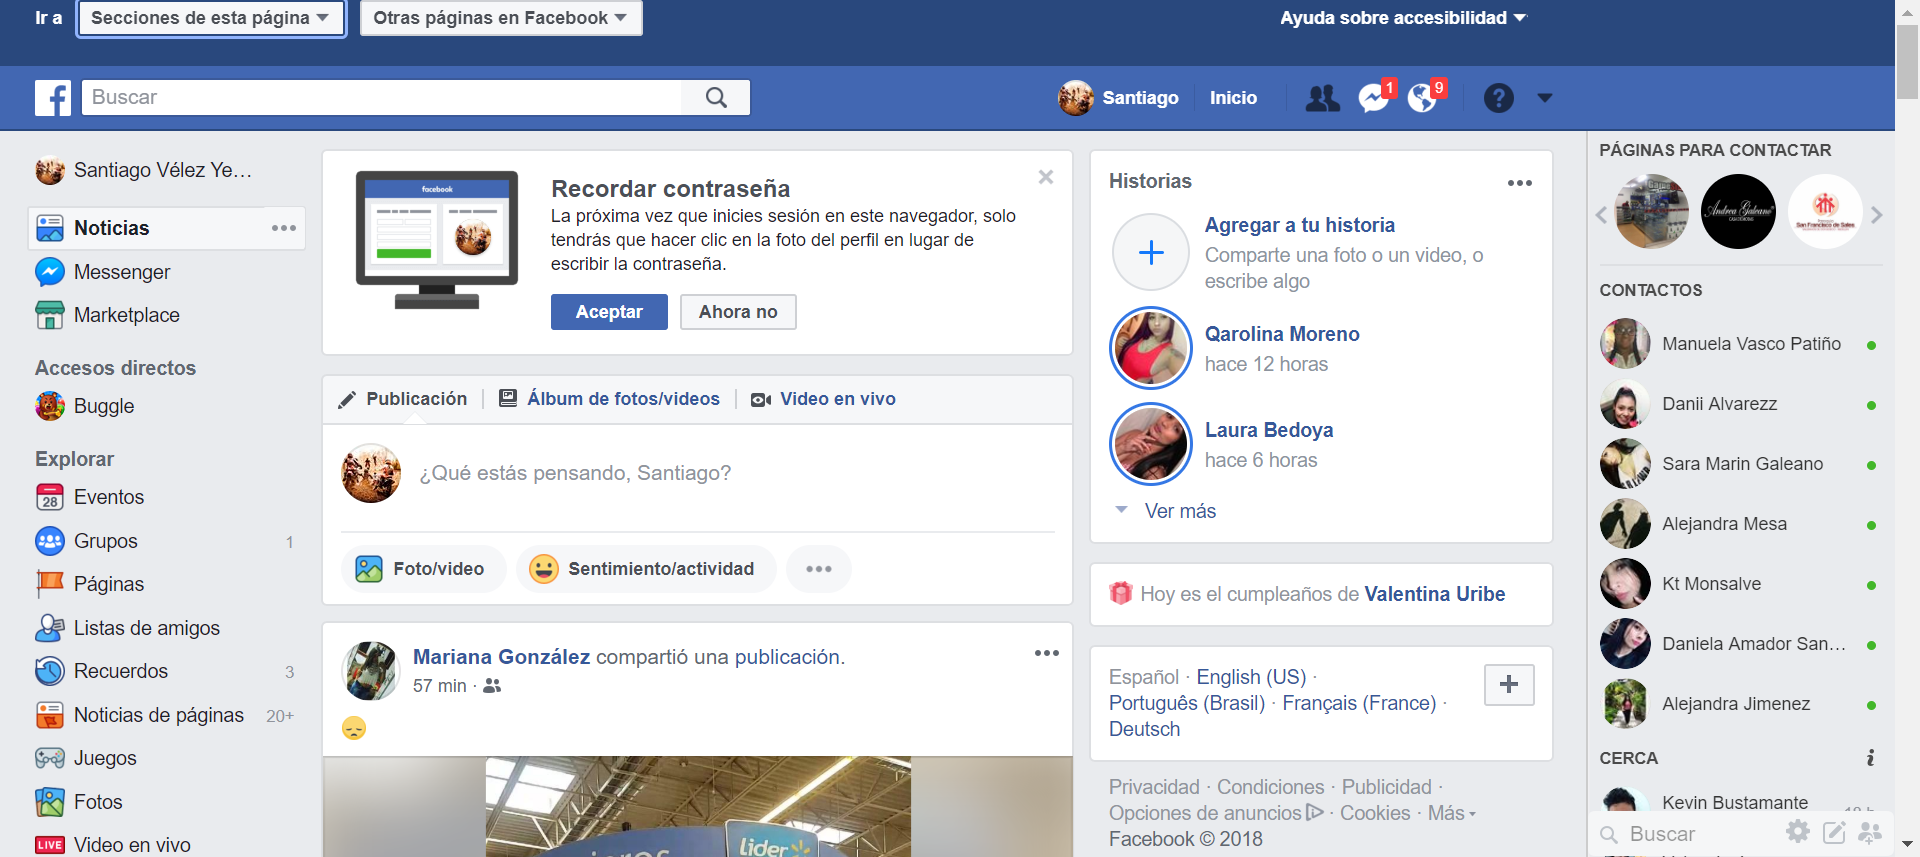 Ir a
Secciones de esta página
Otras páginas en Facebook
Ayuda sobre accesibilidad
Buscar
Santiago
Inicio
1
9
?
Santiago Vélez Ye...
Noticias
Messenger
Marketplace
Accesos directos
Buggle
Explorar
28
Eventos
Grupos 1
Páginas
Listas de amigos
Recuerdos 3
Noticias de páginas 20+
Juegos
Fotos
LIVE Video en vivo
facebook
Recordar contraseña
La próxima vez que inicies sesión en este navegador, solo
tendrás que hacer clic en la foto del perfil en lugar de
escribir la contraseña.
Aceptar
Ahora no
Publicación
Álbum de fotos/videos
Video en vivo
¿Qué estás pensando, Santiago?
Foto/video
Sentimiento/actividad
Mariana González compartió una publicación.
57 min ·
lider
Historias
Agregar a tu historia
Comparte una foto o un video, o
escribe algo
Qarolina Moreno
hace 12 horas
Laura Bedoya
hace 6 horas
Ver más
Hoy es el cumpleaños de Valentina Uribe
Español · English (US) ·
Português (Brasil) · Français (France) ·
Deutsch
Privacidad · Condiciones · Publicidad ·
Opciones de anuncios · Cookies · Más
Facebook © 2018
PÁGINAS PARA CONTACTAR
Andrea Galeano
San Francisco de Sales
CONTACTOS
Manuela Vasco Patiño
Danii Alvarezz
Sara Marin Galeano
Alejandra Mesa
Kt Monsalve
Daniela Amador San...
Alejandra Jimenez
CERCA
Kevin Bustamante
Buscar